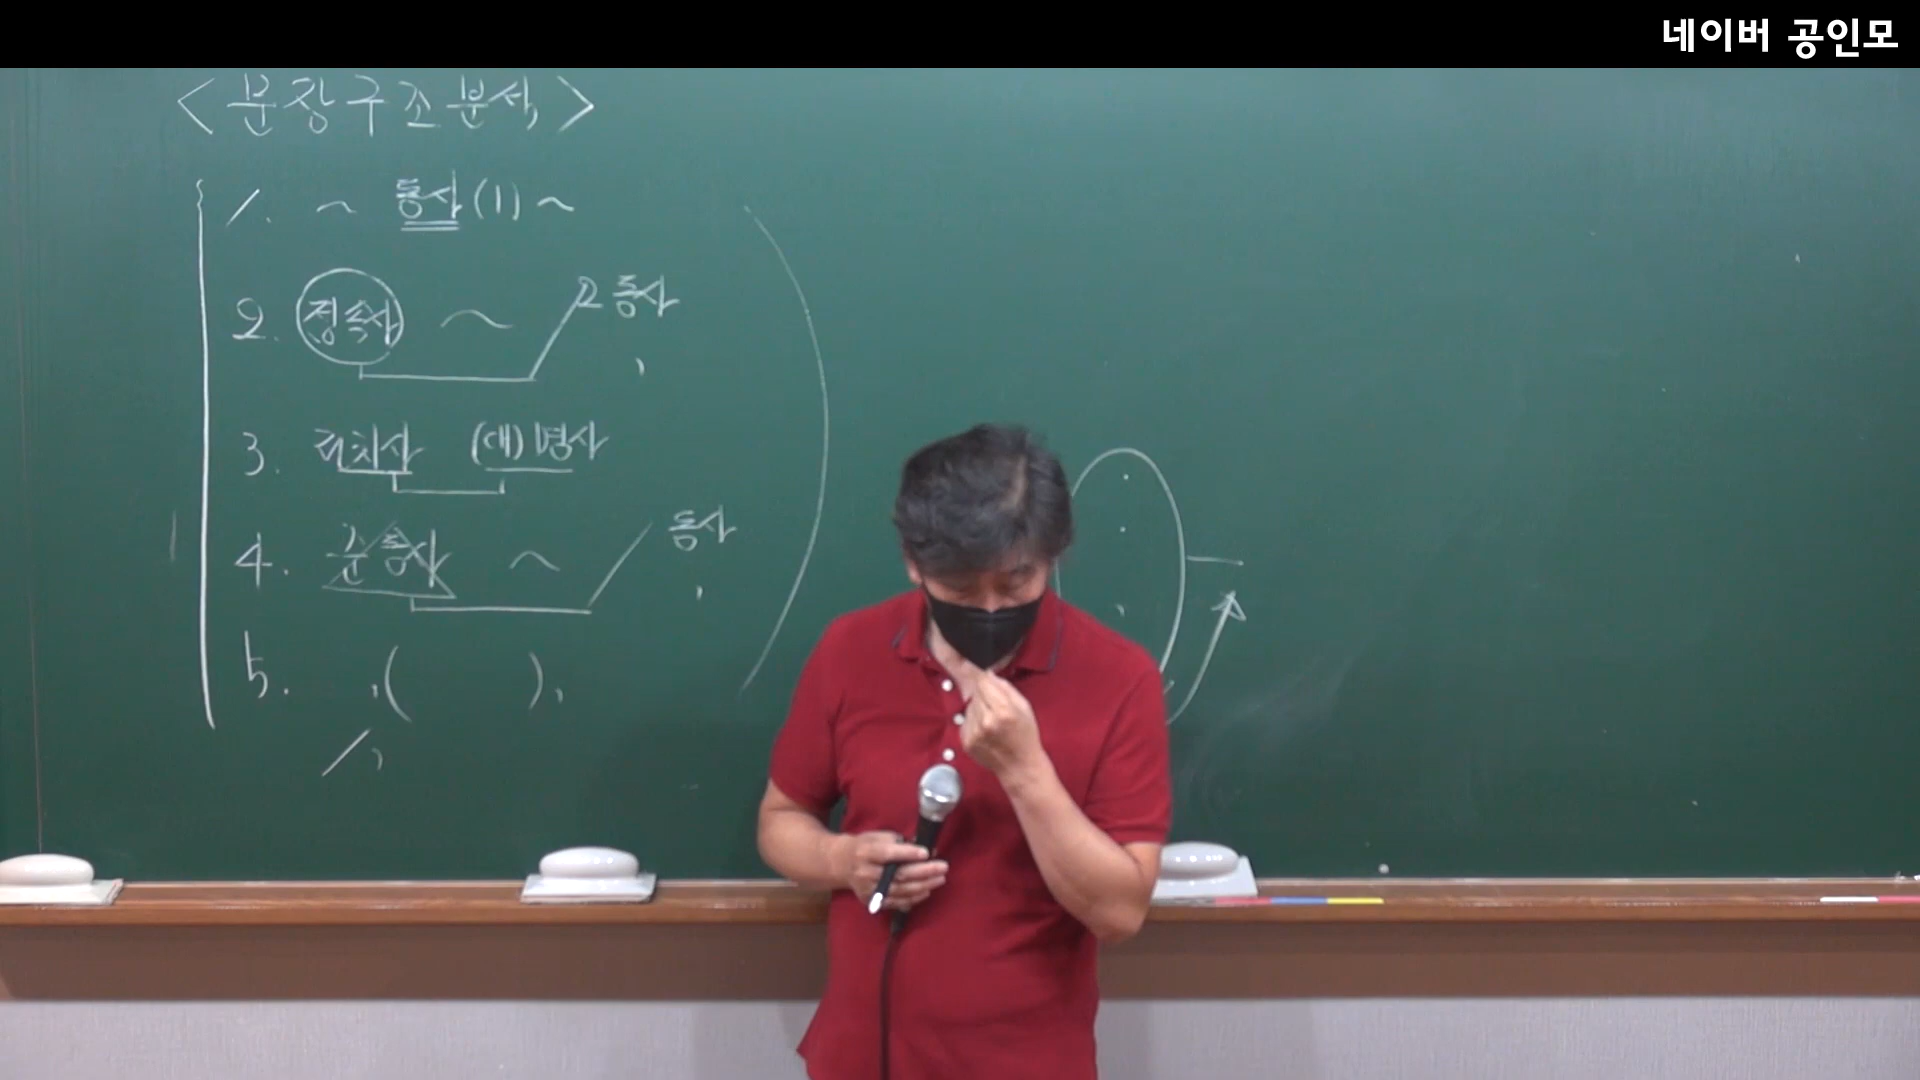 네이버 공인모
<문장구조분석>
1. ~ 동사(1) ~
2. 접속사 ~ 2 동사
,
3. 전치사 (대)명사
4. 준동사 ~ 동사
,
5. ,( ),
/,